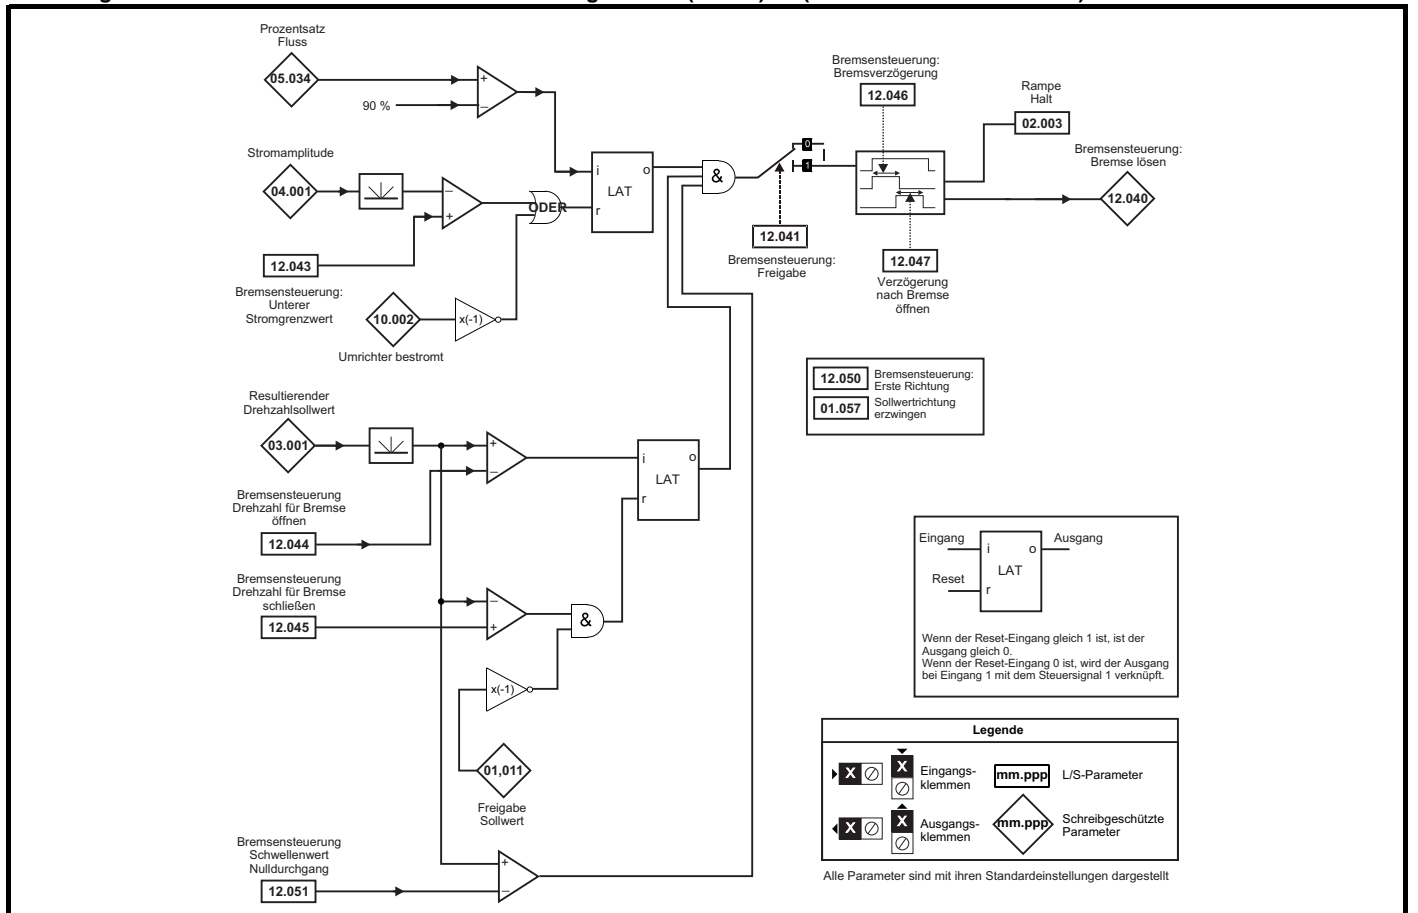 Prozentsatz
Fluss
05.034
+
–
90 %
Stromamplitude
04.001
–
+
12.043
Bremsensteuerung:
Unterer
Stromgrenzwert
10.002
x(-1)
Umrichter bestromt
ODER
i
o
LAT
r
&
0
1
12.041
Bremsensteuerung:
Freigabe
Bremsensteuerung:
Bremsverzögerung
12.046
12.047
Verzögerung
nach Bremse
öffnen
Rampe
Halt
02.003
Bremsensteuerung:
Bremse lösen
12.040
12.050
Bremsensteuerung:
Erste Richtung
01.057
Sollwertrichtung
erzwingen
Resultierender
Drehzahlsollwert
03.001
+
–
Bremsensteuerung
Drehzahl für Bremse
öffnen
12.044
i
o
LAT
r
Bremsensteuerung
Drehzahl für Bremse
schließen
12.045
–
+
&
x(-1)
01,011
Freigabe
Sollwert
Bremsensteuerung
Schwellenwert
Nulldurchgang
12.051
+
–
Eingang
i
o
Ausgang
LAT
Reset
r
Wenn der Reset-Eingang gleich 1 ist, ist der
Ausgang gleich 0.
Wenn der Reset-Eingang 0 ist, wird der Ausgang
bei Eingang 1 mit dem Steuersignal 1 verknüpft.
Legende
X
X
Eingangs-
klemmen
mm.ppp
L/S-Parameter
X
X
Ausgangs-
klemmen
mm.ppp
Schreibgeschützte
Parameter
Alle Parameter sind mit ihren Standardeinstellungen dargestellt